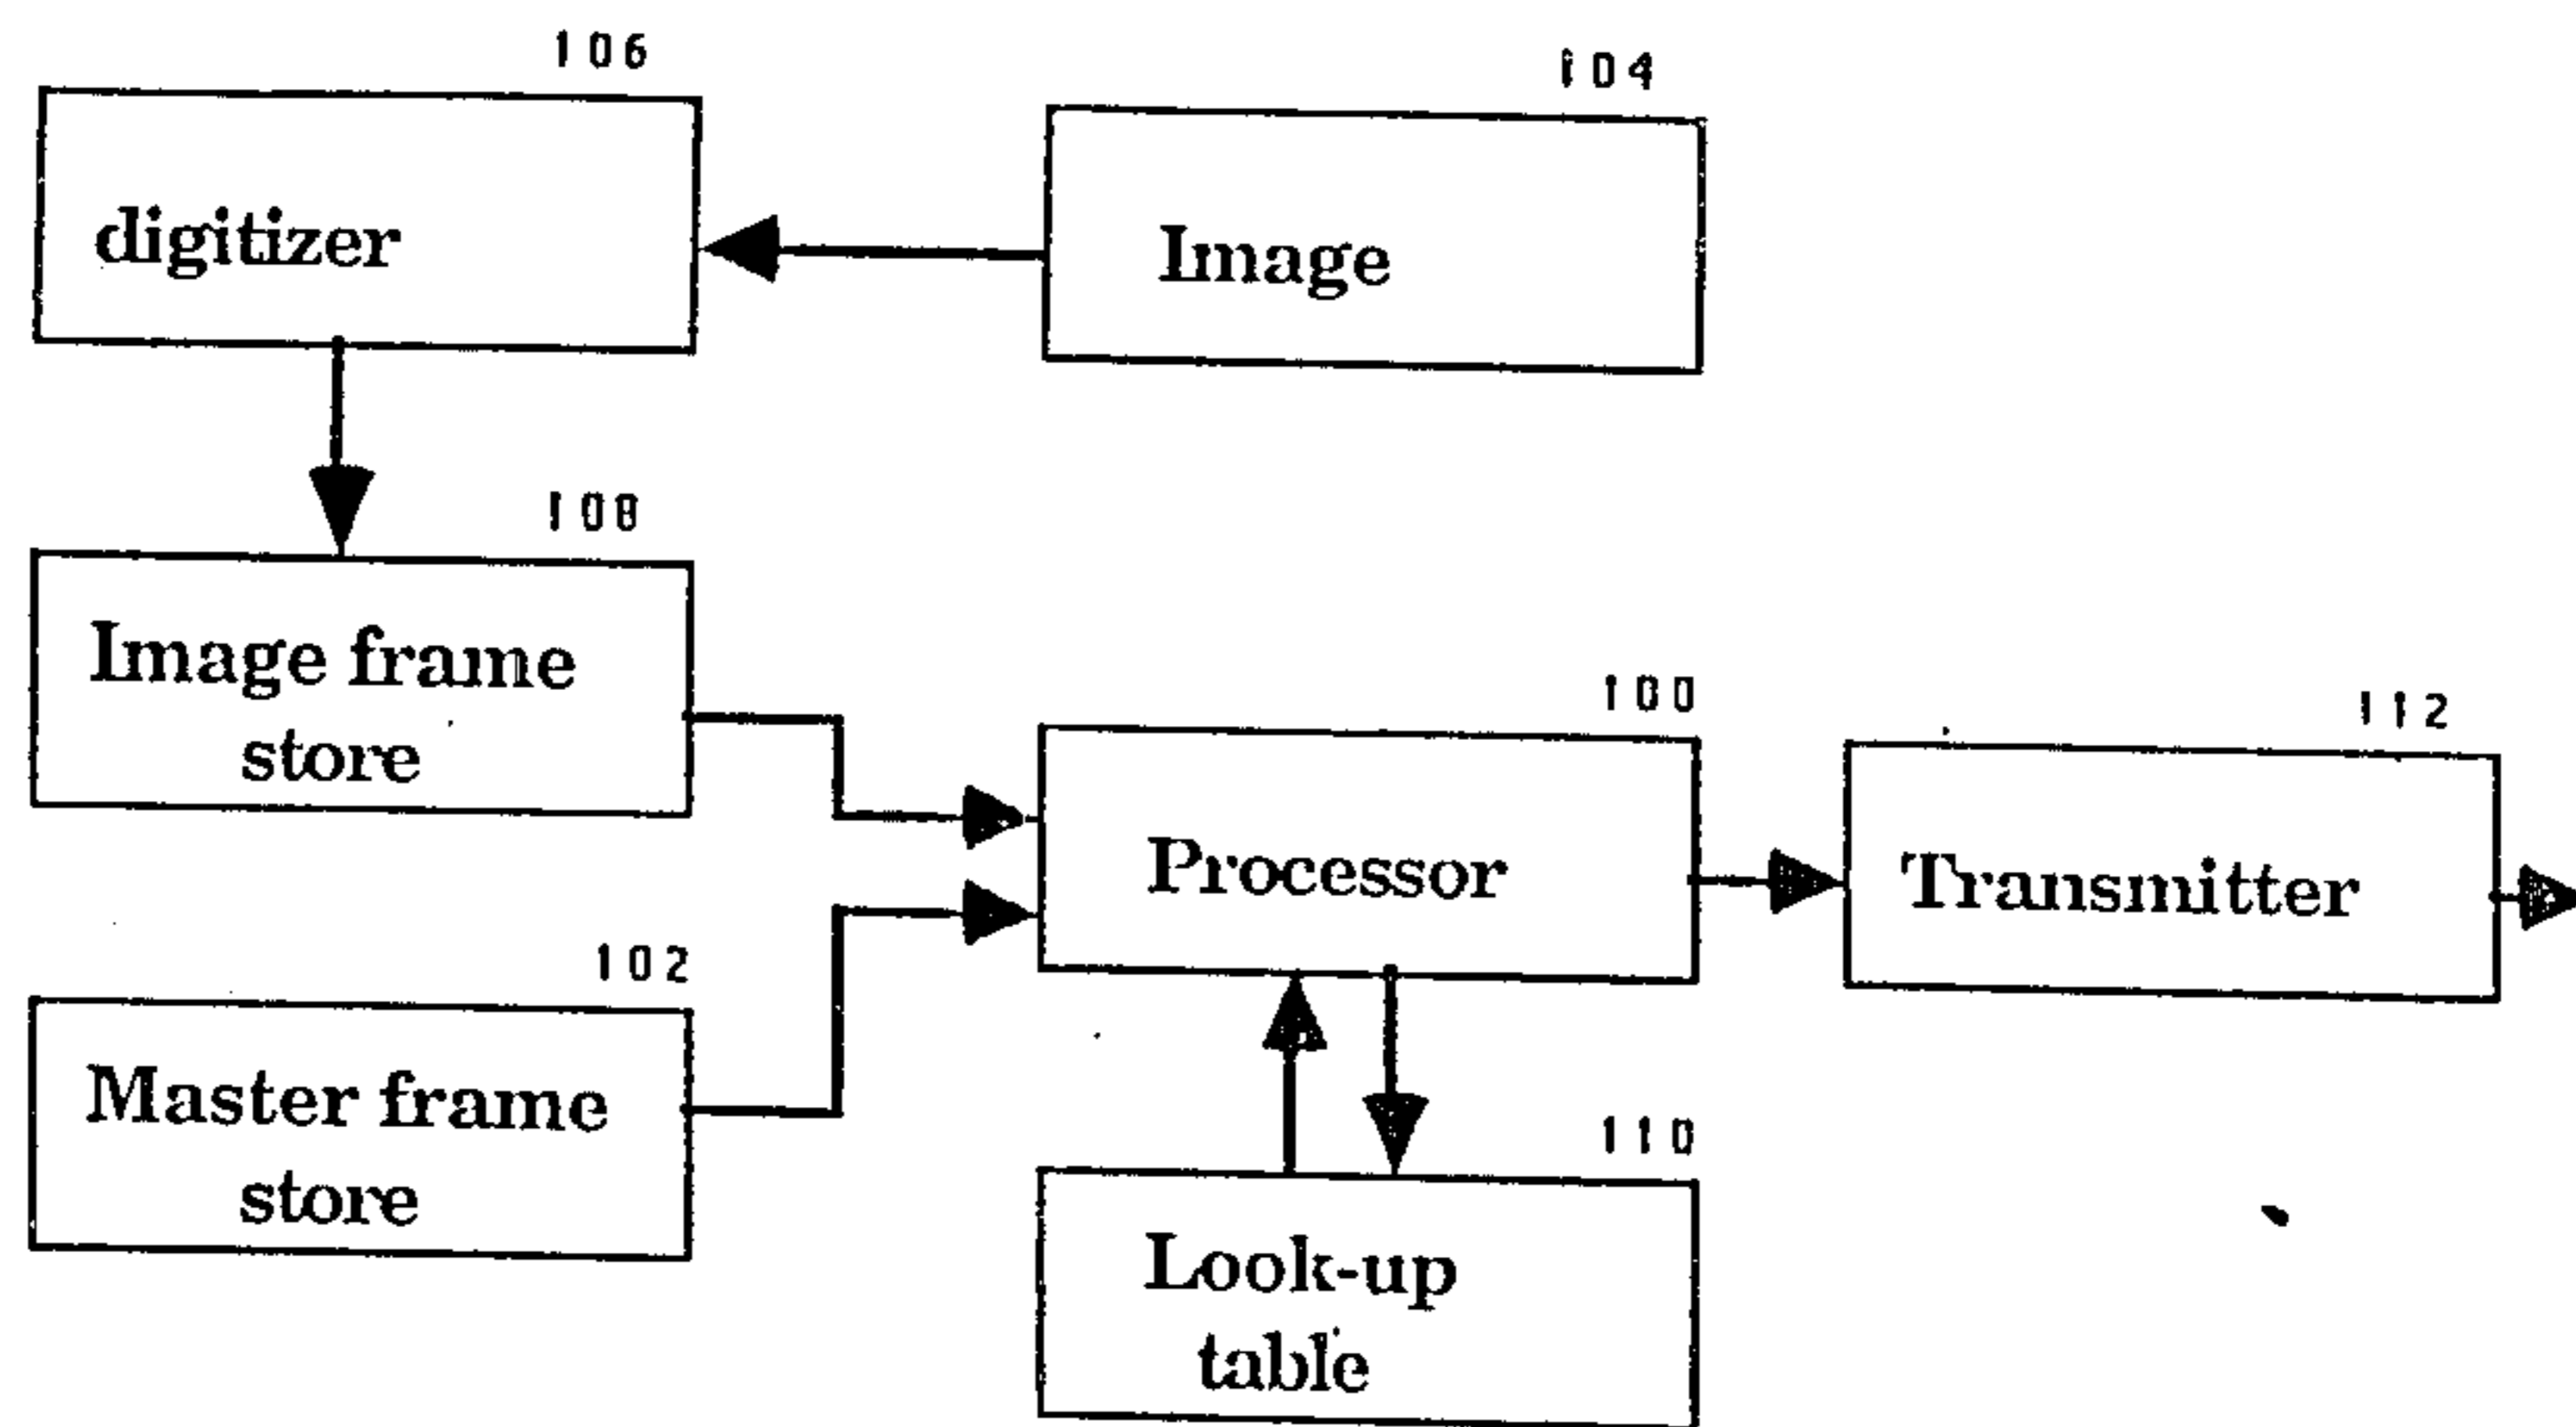 106
104
digitizer
Image
108
Image frame
store
100
112
Processor
Transmitter
102
Master frame
store
110
Look-up
table